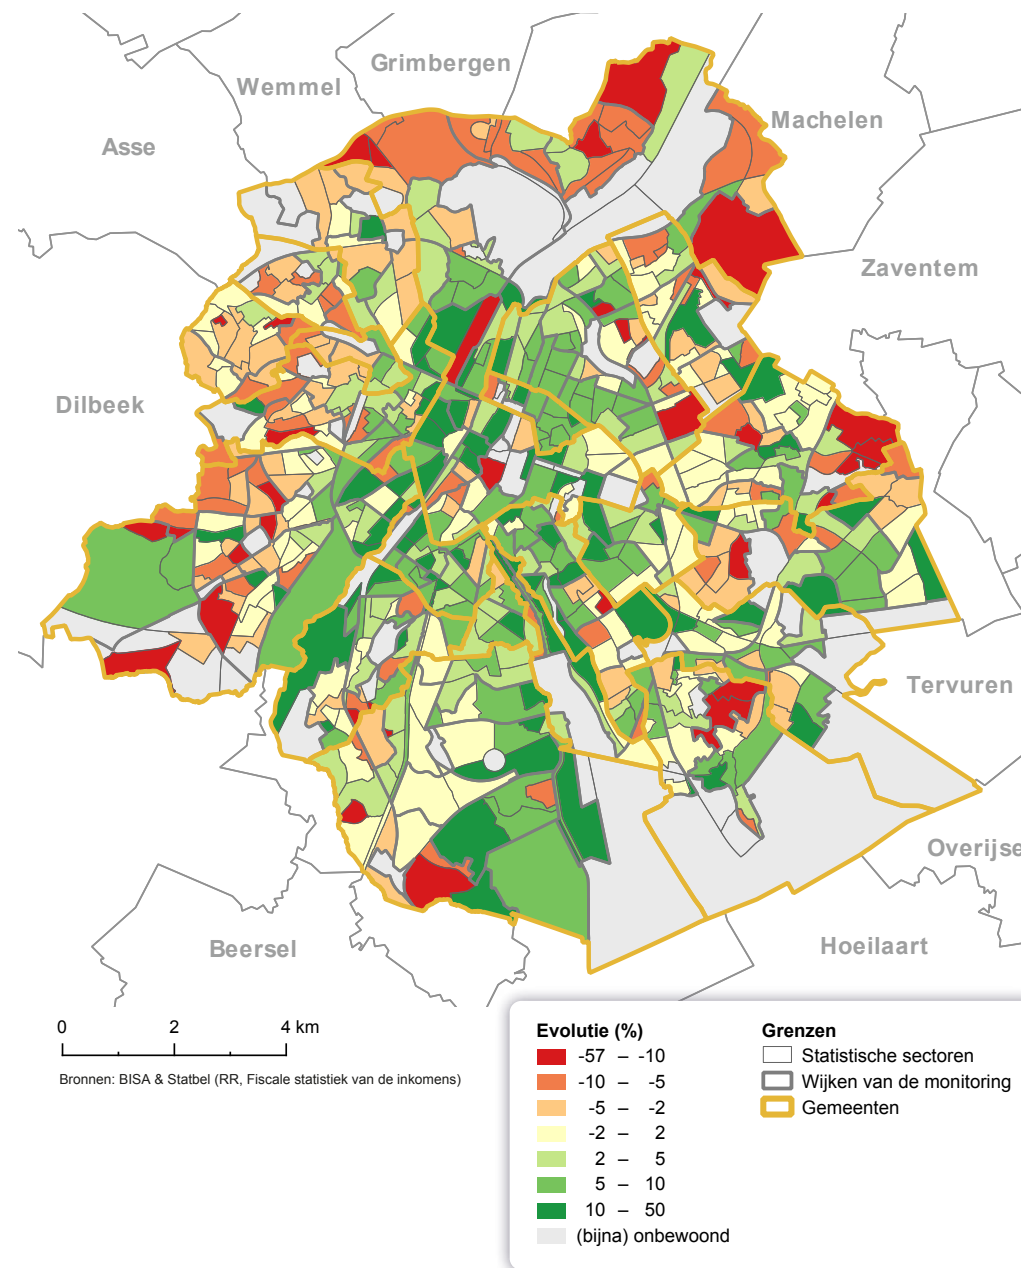 Grimbergen
Wemmel
Machelen
Asse
Zaventem
Dilbeek
Tervuren
Overijse
Beersel
Hoeilaart
0 2 4 km
Bronnen: BISA & Statbel (RR, Fiscale statistiek van de inkomens)
Evolutie (%)
-57 – -10
-10 – -5
-5 – -2
-2 – 2
2 – 5
5 – 10
10 – 50
(bijna) onbewoond
Grenzen
Statistische sectoren
Wijken van de monitoring
Gemeenten